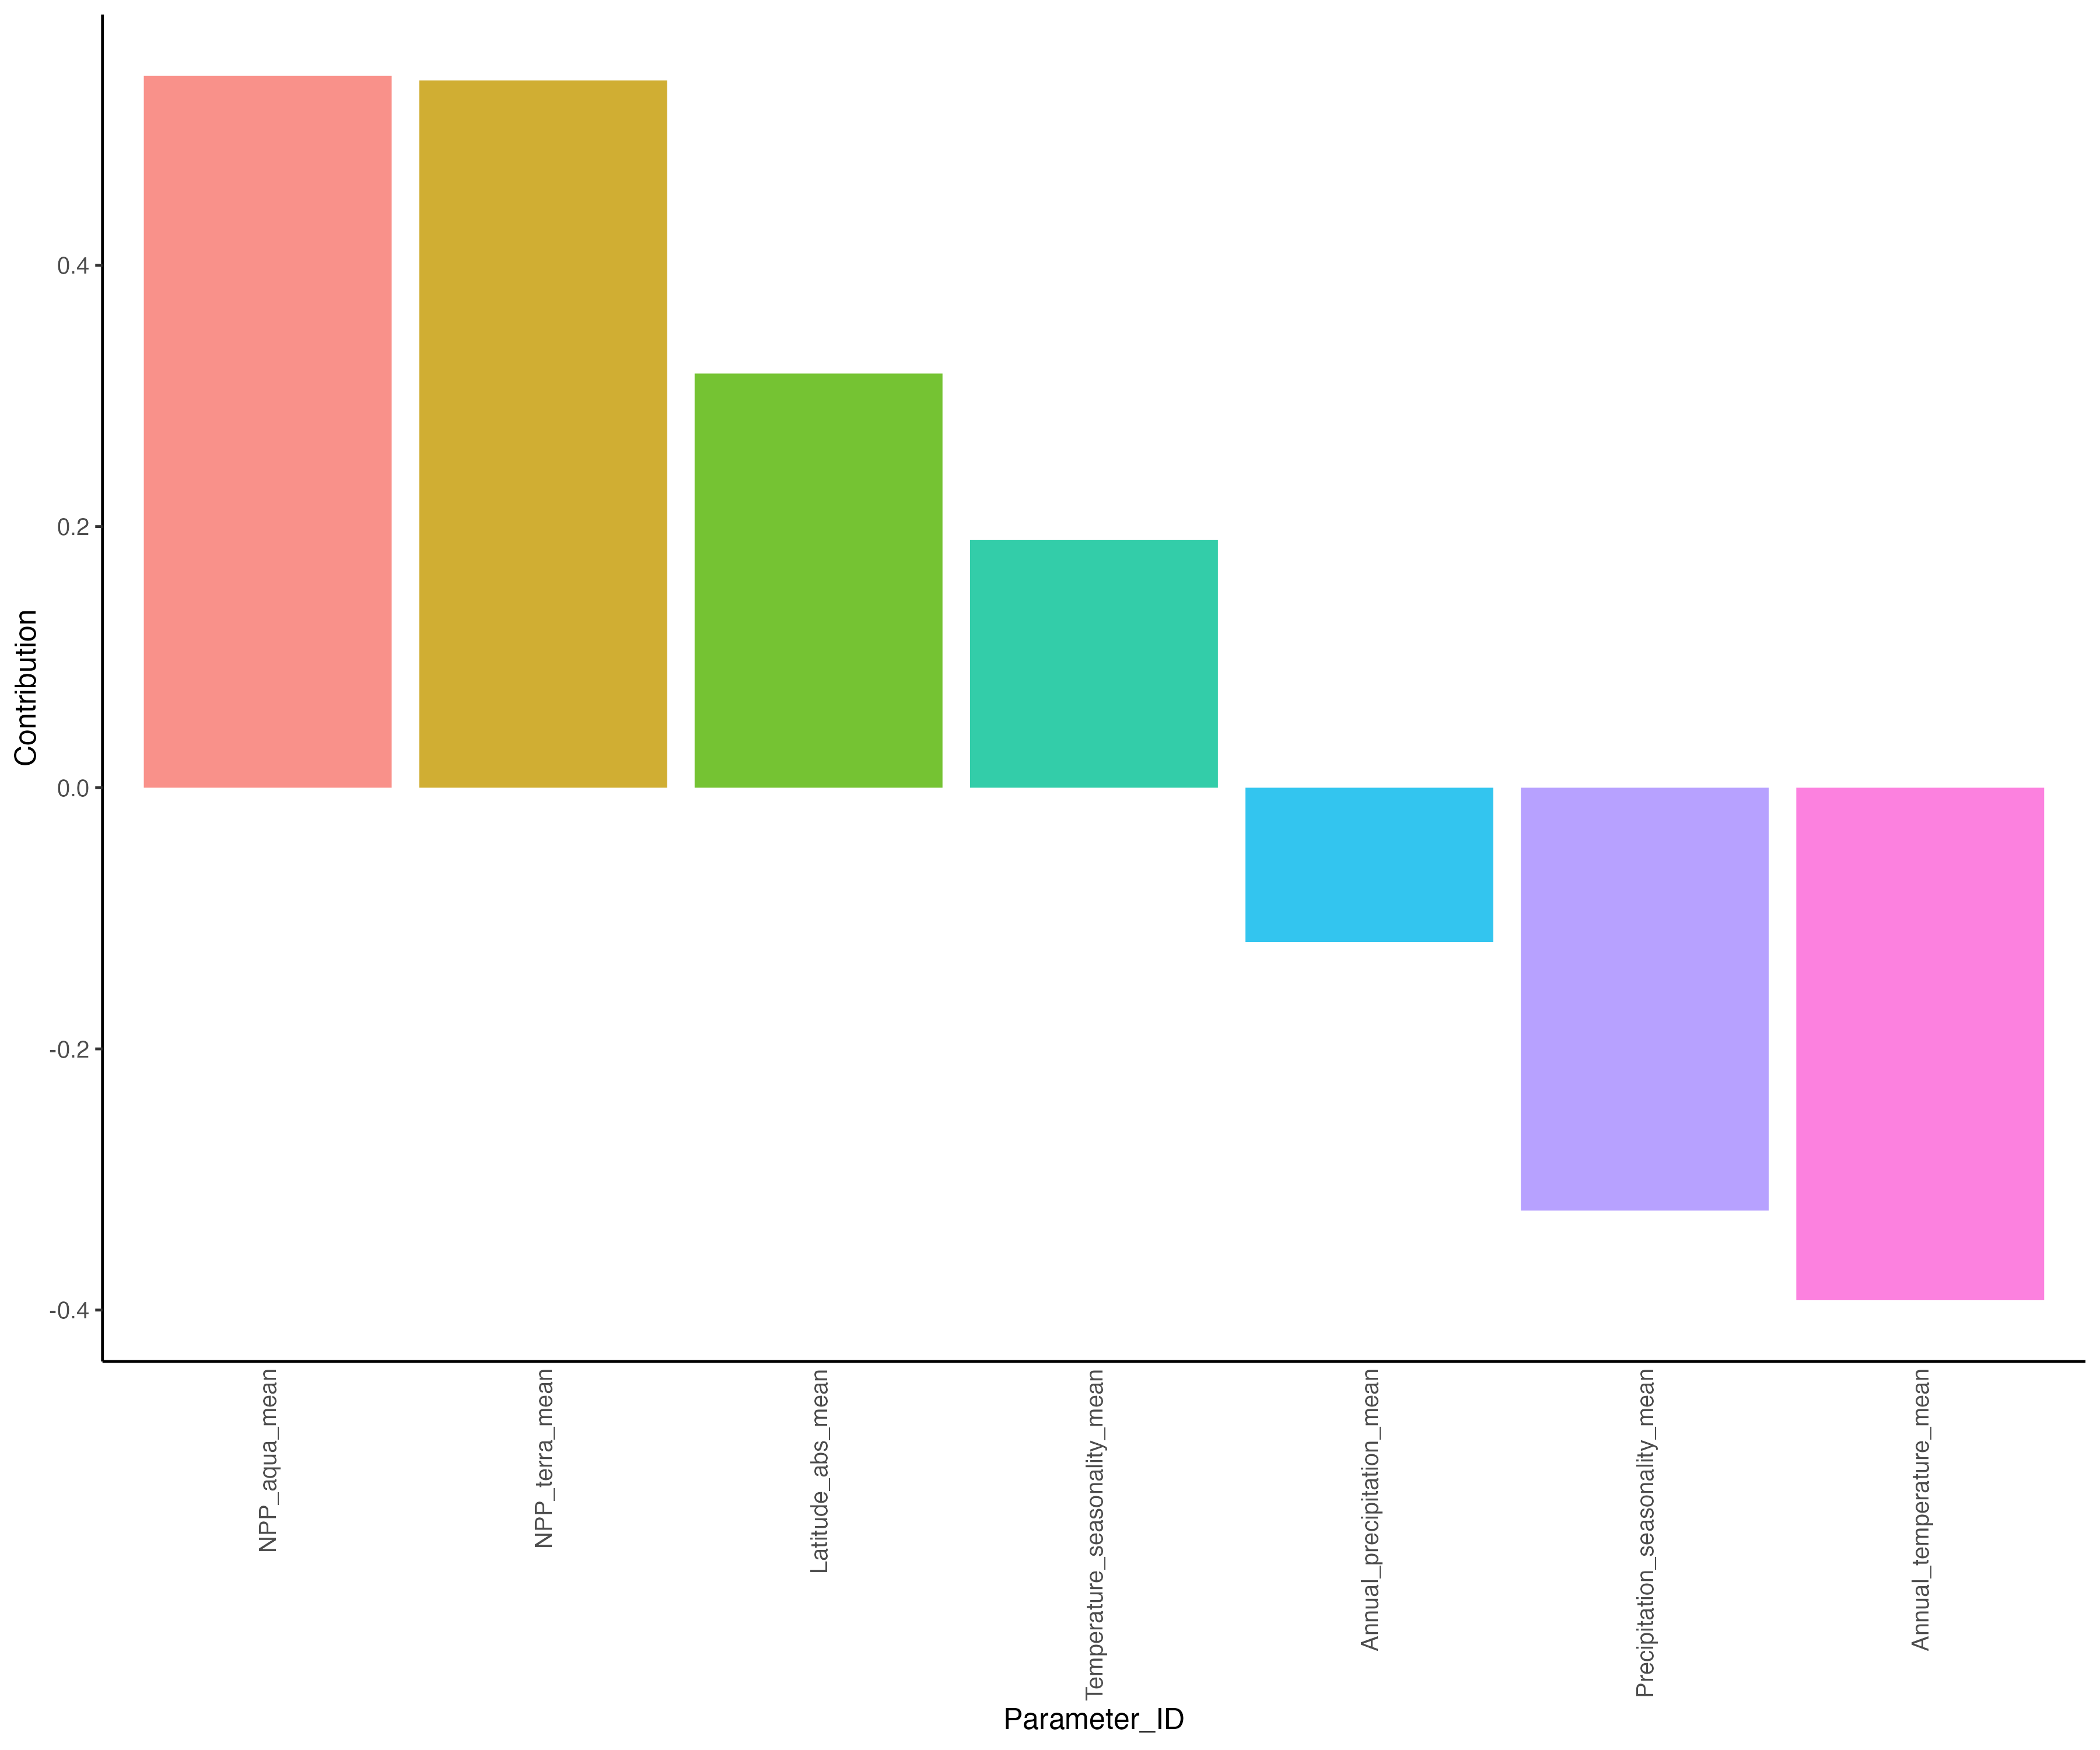 Contribution
0.4
0.2
0.0
-0.2
-0.4
NPP_aqua_mean
NPP_terra_mean
Latitude_abs_mean
Temperature_seasonality_mean
Annual_precipitation_mean
Precipitation_seasonality_mean
Annual_temperature_mean
Parameter_ID